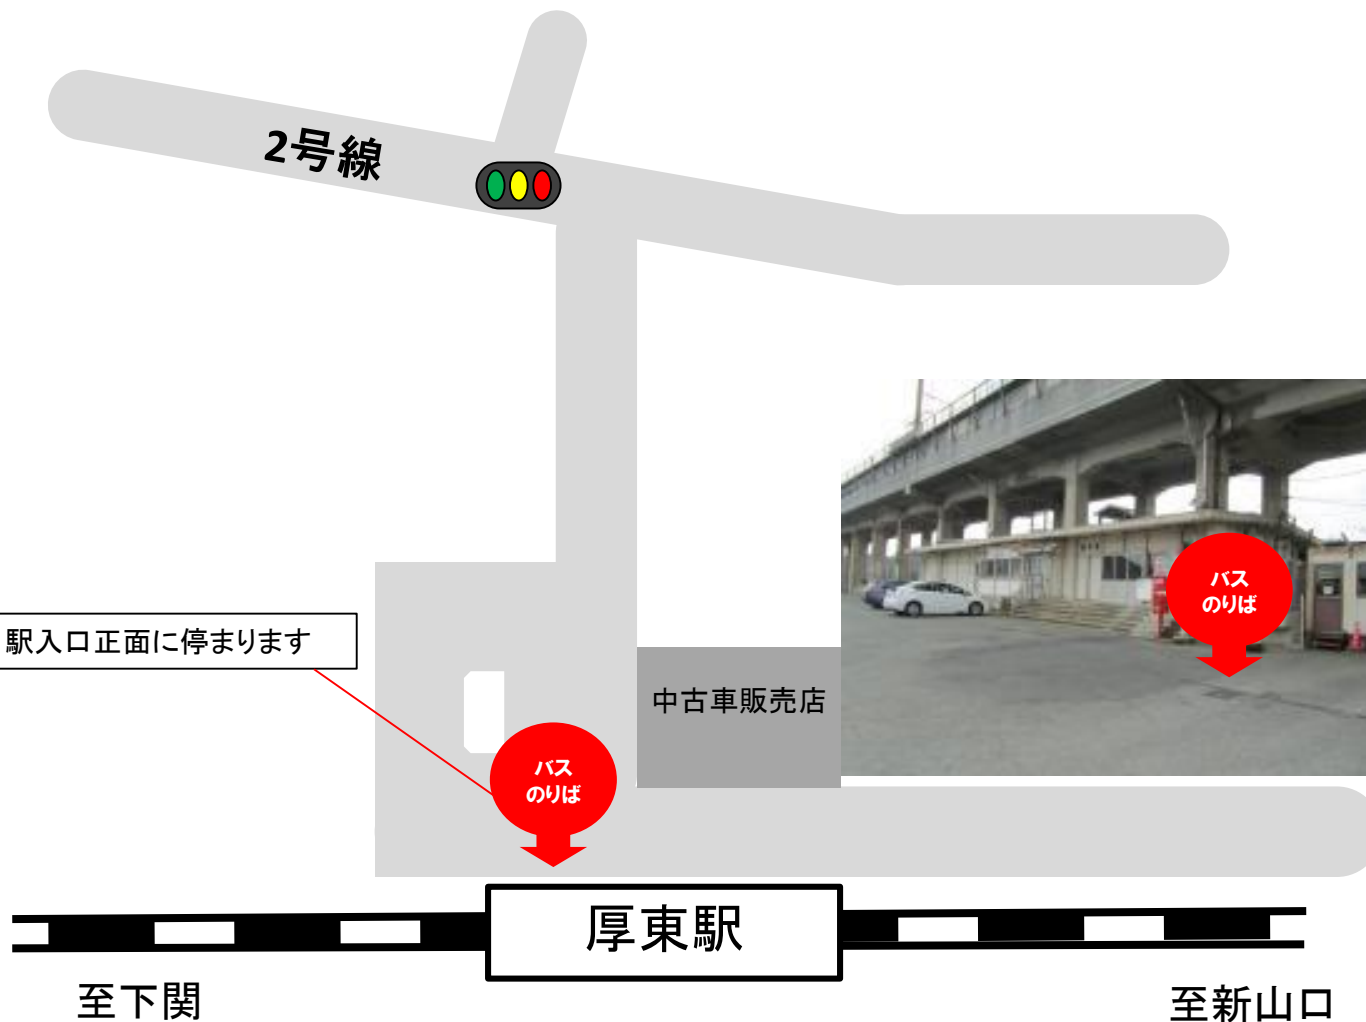 2号線
バス
のりば
駅入口正面に停まります
中古車販売店
バス
のりば
厚東駅
至下関
至新山口